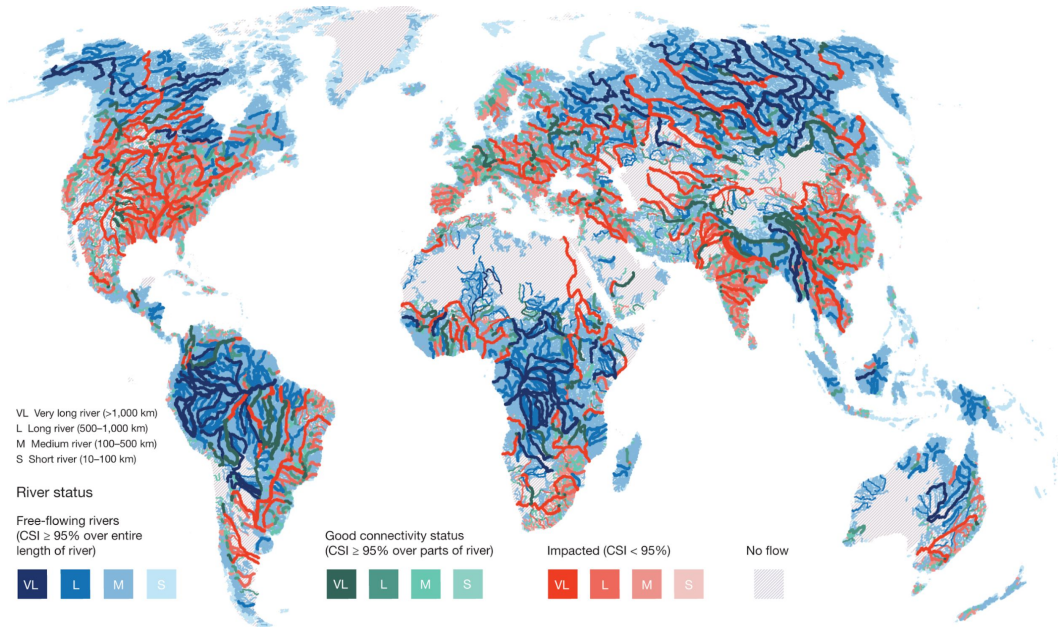 VL Very long river (>1,000 km)
L Long river (500–1,000 km)
M Medium river (100–500 km)
S Short river (10–100 km)
River status
Free-flowing rivers
(CSI ≥ 95% over entire
length of river)
VL L M S
Good connectivity status
(CSI ≥ 95% over parts of river)
VL L M S
Impacted (CSI < 95%)
VL L M S
No flow